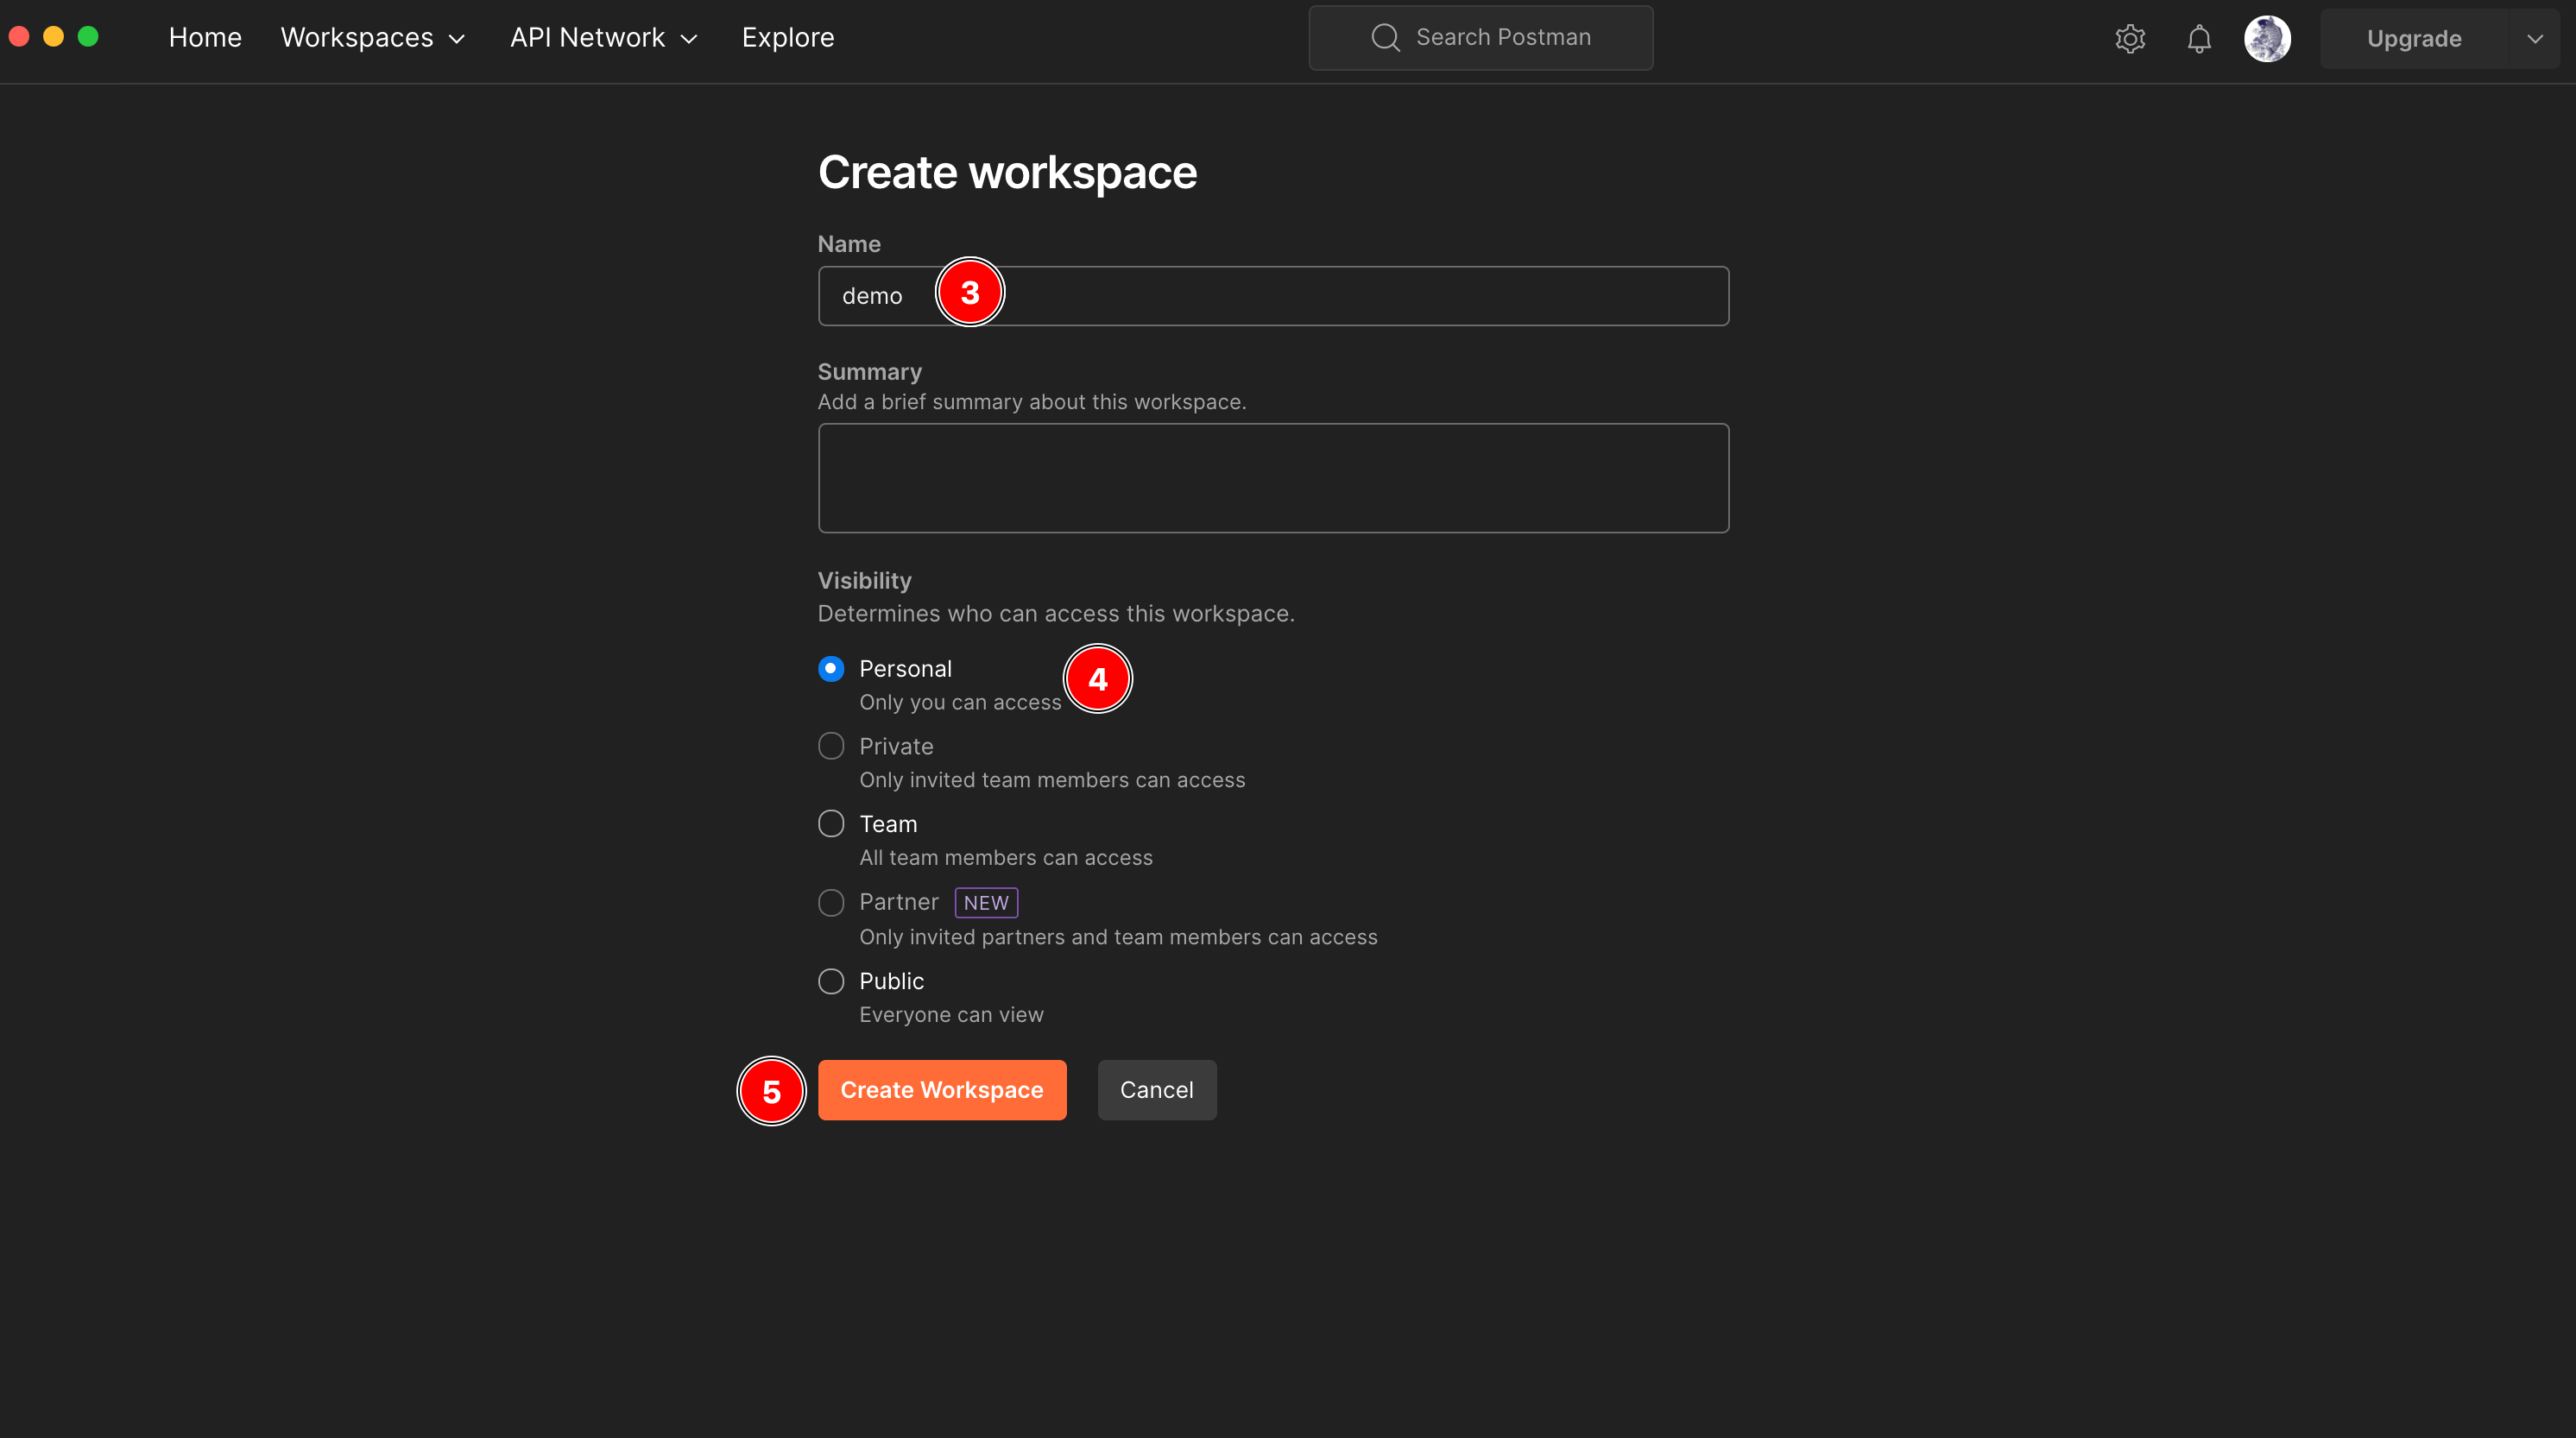 Home Workspaces API Network Explore Search Postman Upgrade
Create workspace
Name
demo 3
Summary
Add a brief summary about this workspace.
Visibility
Determines who can access this workspace.
Personal
Only you can access 4
Private
Only invited team members can access
Team
All team members can access
Partner NEW
Only invited partners and team members can access
Public
Everyone can view
5 Create Workspace Cancel